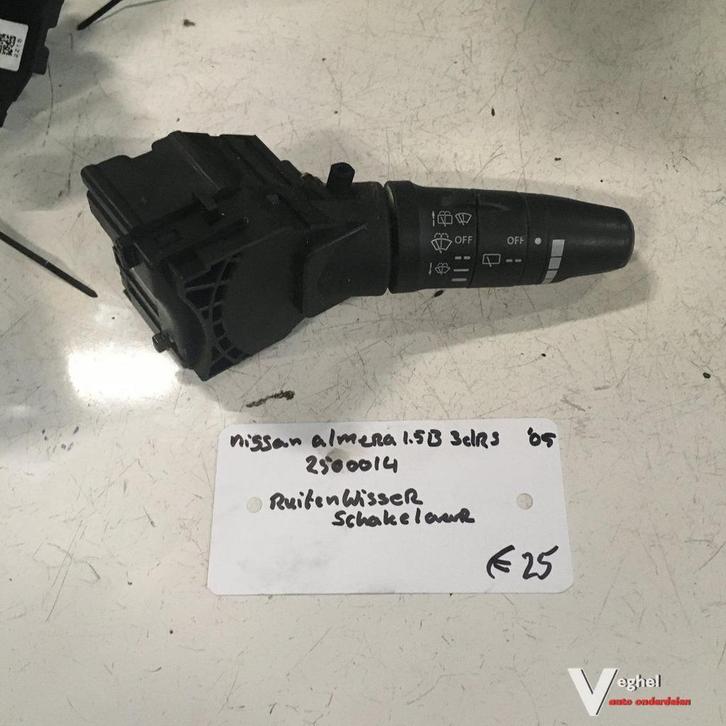 OFF
OFF
Nissan almera 1.5B 3dRS '05
2500014
RuitenWisseR
Schakelaar
€ 25
Veghel
auto onderdelen